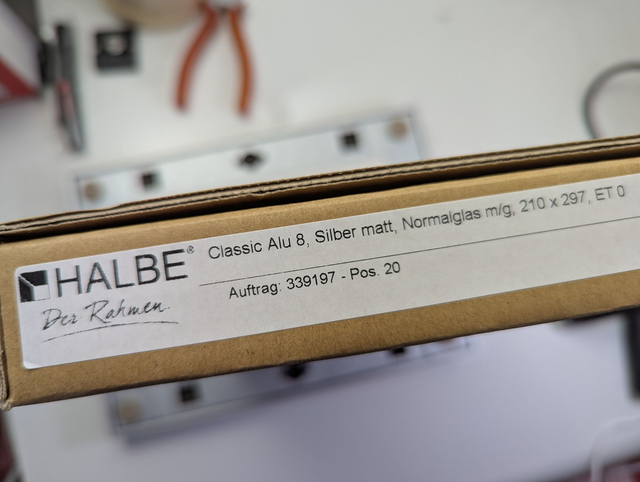 HALBE®
Der Rahmen.
Classic Alu 8, Silber matt, Normalglas m/g, 210 x 297, ET 0
Auftrag: 339197 - Pos. 20